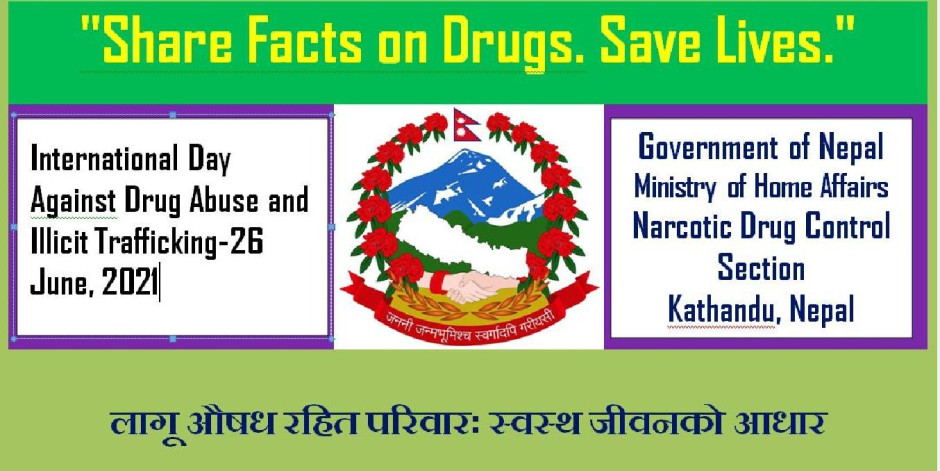 "Share Facts on Drugs. Save Lives."
International Day
Against Drug Abuse and
Illicit Trafficking-26
June, 2021
जननी जन्मभूमिश्च स्वर्गादपि गरीयसी
Government of Nepal
Ministry of Home Affairs
Narcotic Drug Control
Section
Kathandu, Nepal
लागू औषध रहित परिवारः स्वस्थ जीवनको आधार